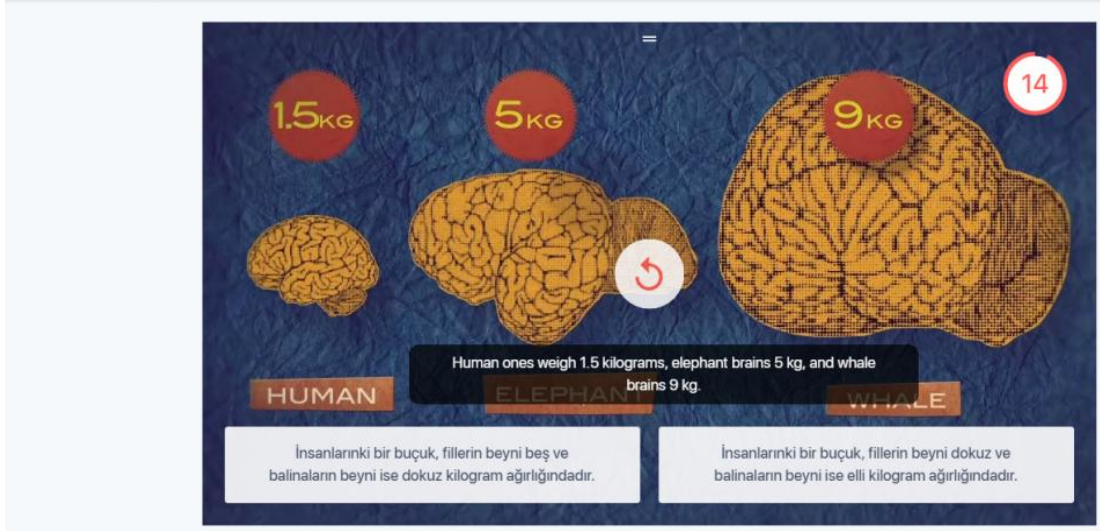 1.5KG
5KG
9KG
14
Human ones weigh 1.5 kilograms, elephant brains 5 kg, and whale
brains 9 kg.
HUMAN
ELEPHANT
WHALE
İnsanlarınki bir buçuk, fillerin beyni beş ve
balinaların beyni ise dokuz kilogram ağırlığındadır.
İnsanlarınki bir buçuk, fillerin beyni dokuz ve
balinaların beyni ise elli kilogram ağırlığındadır.